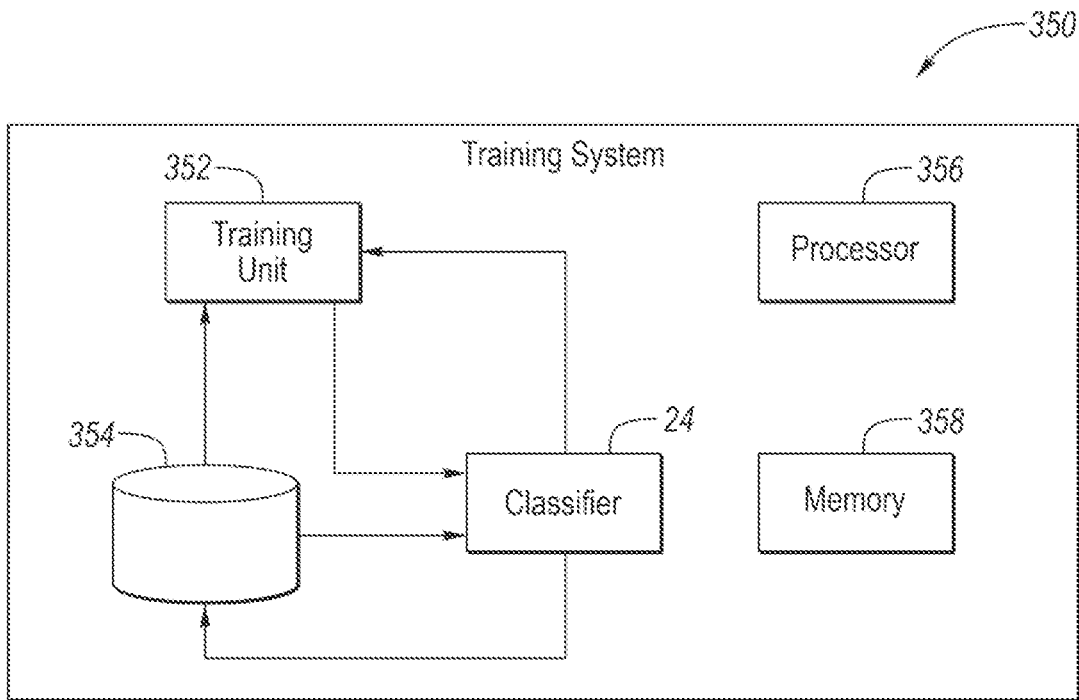 350
Training System
352
356
Training
Unit
Processor
354
24
358
Classifier
Memory